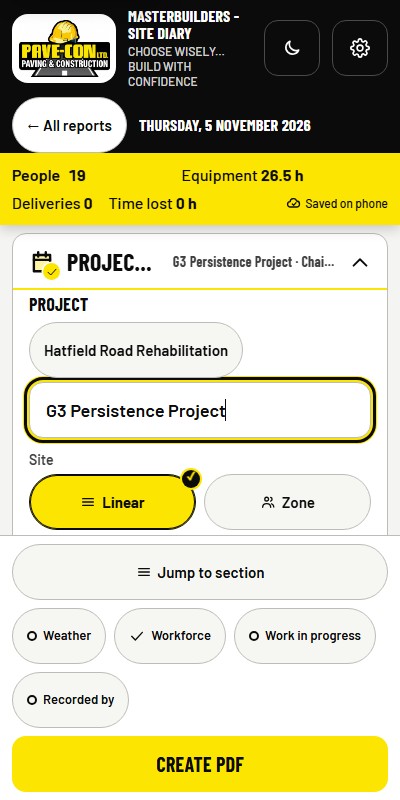 PAVE-CON LTD.
PAVING & CONSTRUCTION
MASTERBUILDERS -
SITE DIARY
CHOOSE WISELY...
BUILD WITH
CONFIDENCE
← All reports
THURSDAY, 5 NOVEMBER 2026
People 19
Equipment 26.5 h
Deliveries 0
Time lost 0 h
Saved on phone
PROJEC...
G3 Persistence Project · Chai...
PROJECT
Hatfield Road Rehabilitation
G3 Persistence Project
Site
Linear
Zone
Jump to section
Weather
Workforce
Work in progress
Recorded by
CREATE PDF